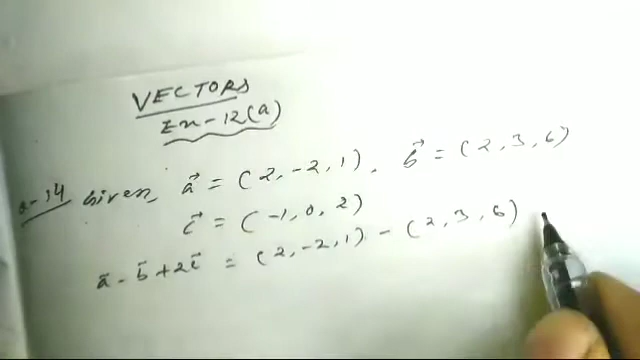 VECTORS
Ex-12(a)
Q-14 Given, a⃗ = (2,-2,1), b⃗ = (2,3,6)
c⃗ = (-1,0,2)
a⃗ - b⃗ + 2c⃗ = (2,-2,1) - (2,3,6)